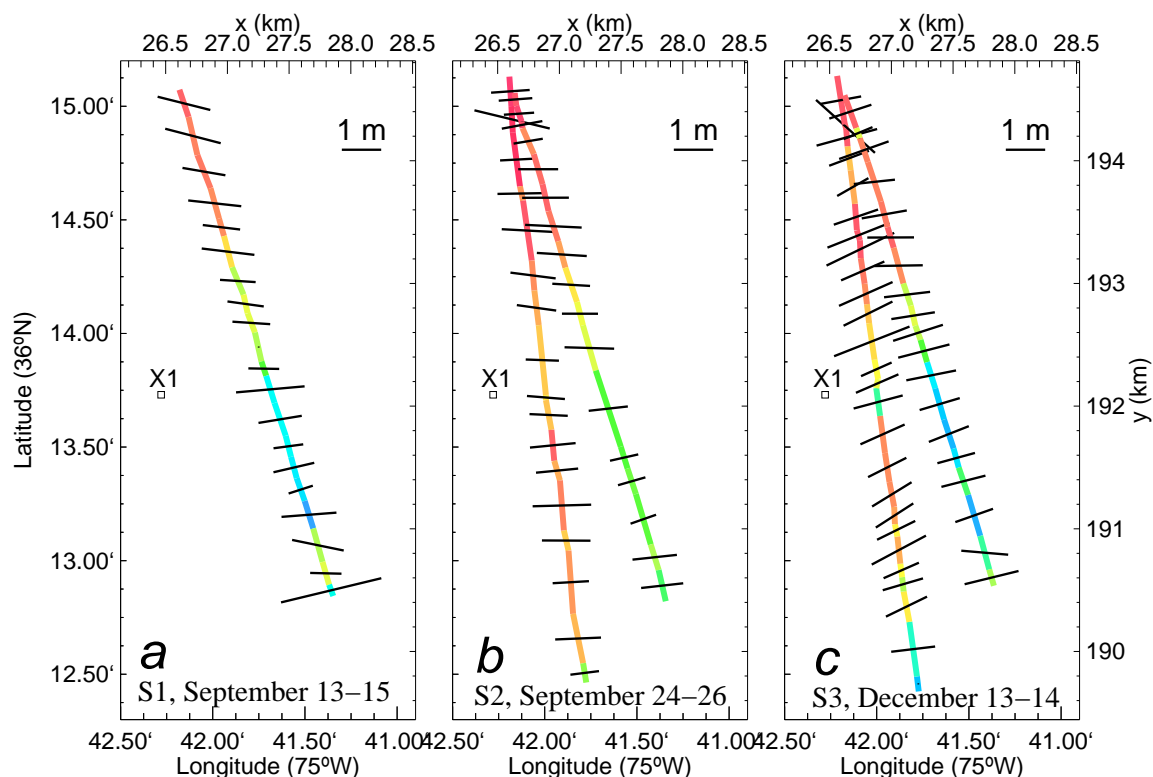 x (km) x (km) x (km)
26.5 27.0 27.5 28.0 28.5 26.5 27.0 27.5 28.0 28.5 26.5 27.0 27.5 28.0 28.5
15.00‘
14.50‘
14.00‘
13.50‘
13.00‘
12.50‘
Latitude (36ºN)
1 m 1 m 1 m
X1 X1 X1
194
193
192
191
190
y (km)
a b c
S1, September 13–15 S2, September 24–26 S3, December 13–14
42.50‘ 42.00‘ 41.50‘ 41.00‘ 42.50‘ 42.00‘ 41.50‘ 41.00‘ 42.50‘ 42.00‘ 41.50‘ 41.00‘
Longitude (75ºW) Longitude (75ºW) Longitude (75ºW)